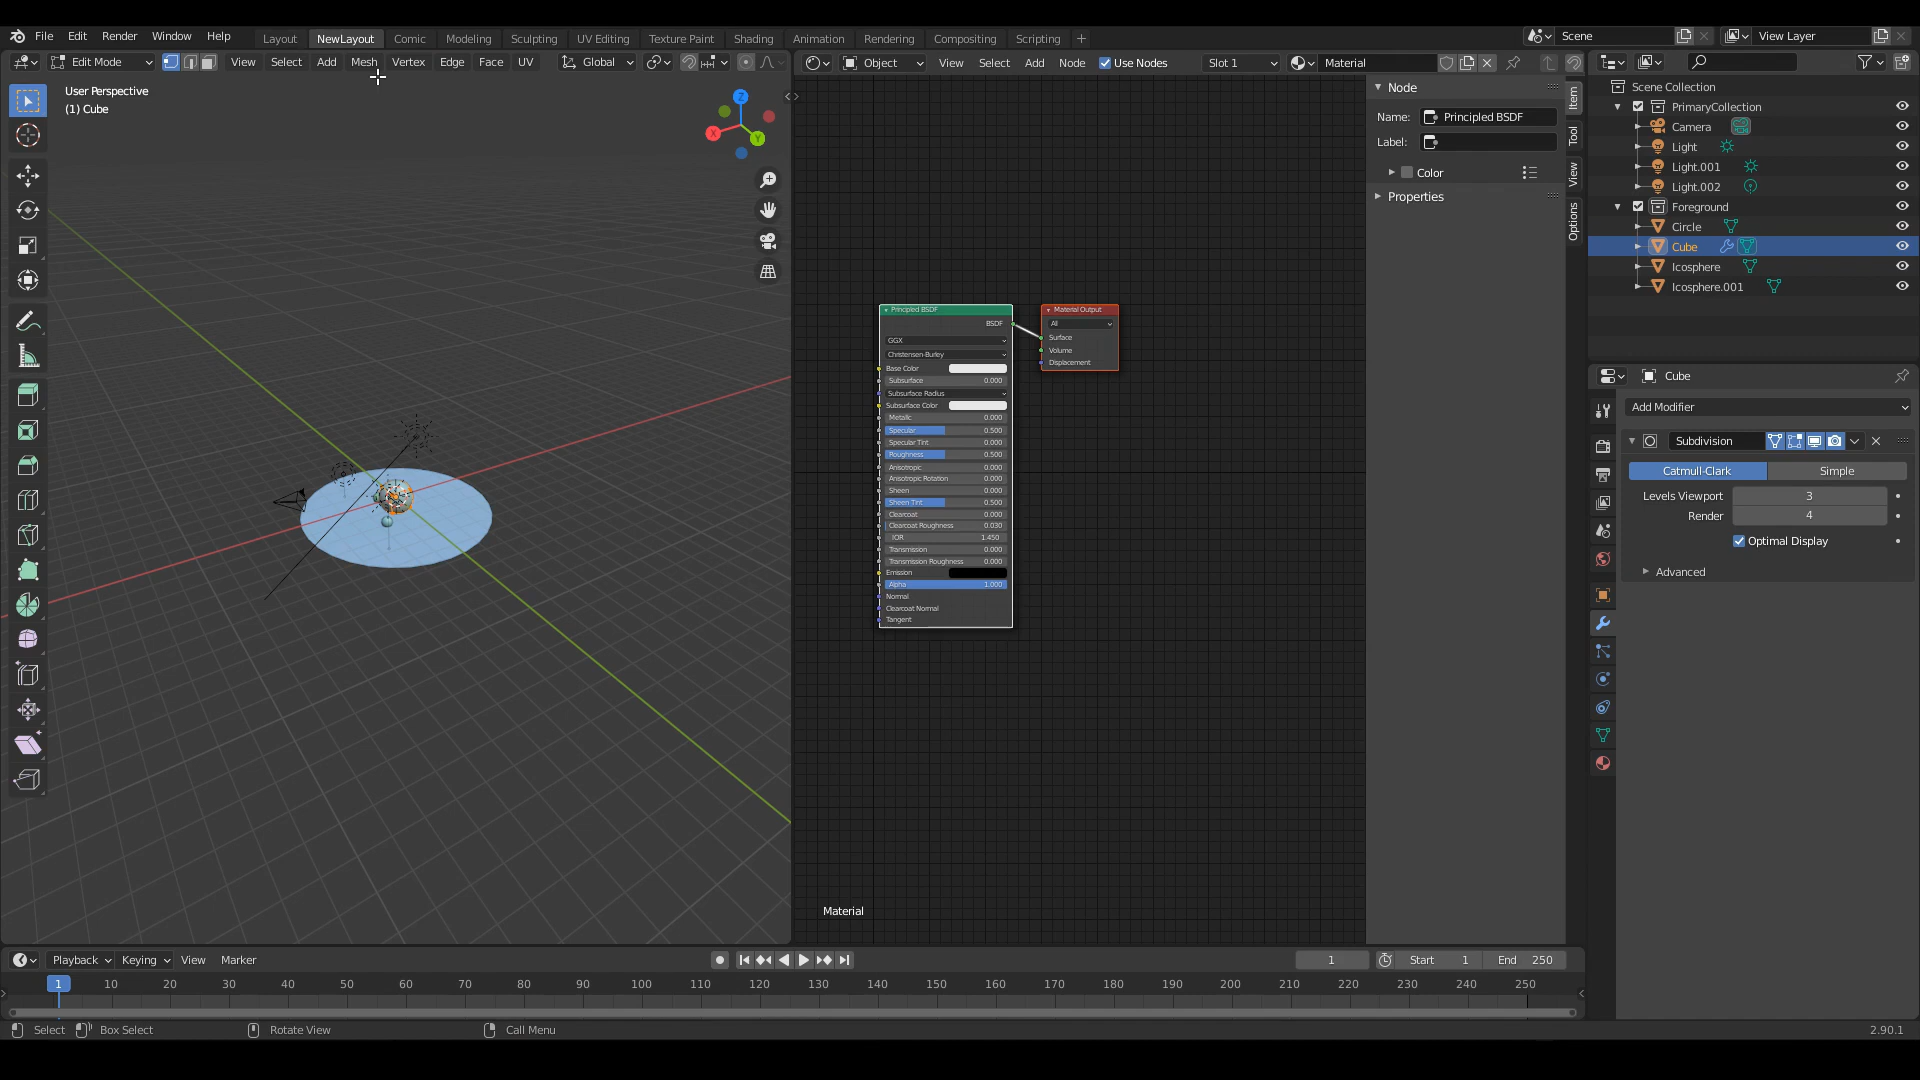 File Edit Render Window Help Layout NewLayout Comic Modeling Sculpting UV Editing Texture Paint Shading Animation Rendering Compositing Scripting + Scene View Layer
Edit Mode View Select Add Mesh Vertex Edge Face UV Global Object View Select Add Node Use Nodes Slot 1 Material
User Perspective
(1) Cube
Z
X
Y
Principled BSDF
BSDF
GGX
Christensen-Burley
Base Color
Subsurface 0.000
Subsurface Radius
Subsurface Color
Metallic 0.000
Specular 0.500
Specular Tint 0.000
Roughness 0.500
Anisotropic 0.000
Anisotropic Rotation 0.000
Sheen 0.000
Sheen Tint 0.500
Clearcoat 0.000
Clearcoat Roughness 0.030
IOR 1.450
Transmission 0.000
Transmission Roughness 0.000
Emission
Alpha 1.000
Normal
Clearcoat Normal
Tangent
Material Output
All
Surface
Volume
Displacement
Material
Node
Name: Principled BSDF
Label:
Color
Properties
Item
Tool
View
Options
Scene Collection
PrimaryCollection
Camera
Light
Light.001
Light.002
Foreground
Circle
Cube
Icosphere
Icosphere.001
Cube
Add Modifier
Subdivision
Catmull-Clark Simple
Levels Viewport 3
Render 4
Optimal Display
Advanced
Playback Keying View Marker 1 Start 1 End 250
1 10 20 30 40 50 60 70 80 90 100 110 120 130 140 150 160 170 180 190 200 210 220 230 240 250
Select Box Select Rotate View Call Menu 2.90.1